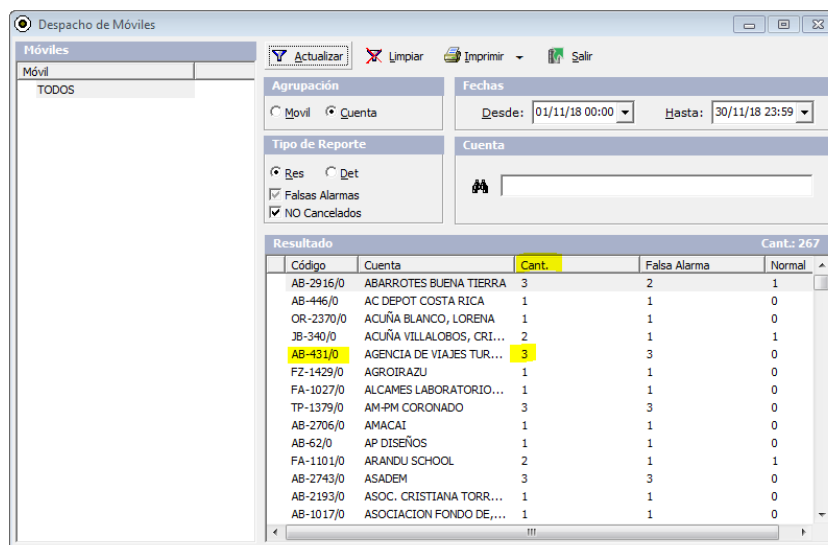 Despacho de Móviles
Móviles
Móvil
TODOS
Actualizar Limpiar Imprimir Salir
Agrupación
Movil Cuenta
Fechas
Desde: 01/11/18 00:00 Hasta: 30/11/18 23:59
Tipo de Reporte
Res Det
Falsas Alarmas
NO Cancelados
Cuenta
Resultado Cant.: 267
Código Cuenta Cant. Falsa Alarma Normal
AB-2916/0 ABARROTES BUENA TIERRA 3 2 1
AB-446/0 AC DEPOT COSTA RICA 1 1 0
OR-2370/0 ACUÑA BLANCO, LORENA 1 1 0
JB-340/0 ACUÑA VILLALOBOS, CRI... 2 1 1
AB-431/0 AGENCIA DE VIAJES TUR... 3 3 0
FZ-1429/0 AGROIRAZU 1 1 0
FA-1027/0 ALCAMES LABORATORIO... 1 1 0
TP-1379/0 AM-PM CORONADO 3 3 0
AB-2706/0 AMACAI 1 1 0
AB-62/0 AP DISEÑOS 1 1 0
FA-1101/0 ARANDU SCHOOL 2 1 1
AB-2743/0 ASADEM 3 3 0
AB-2193/0 ASOC. CRISTIANA TORR... 1 1 0
AB-1017/0 ASOCIACION FONDO DE,... 1 1 0